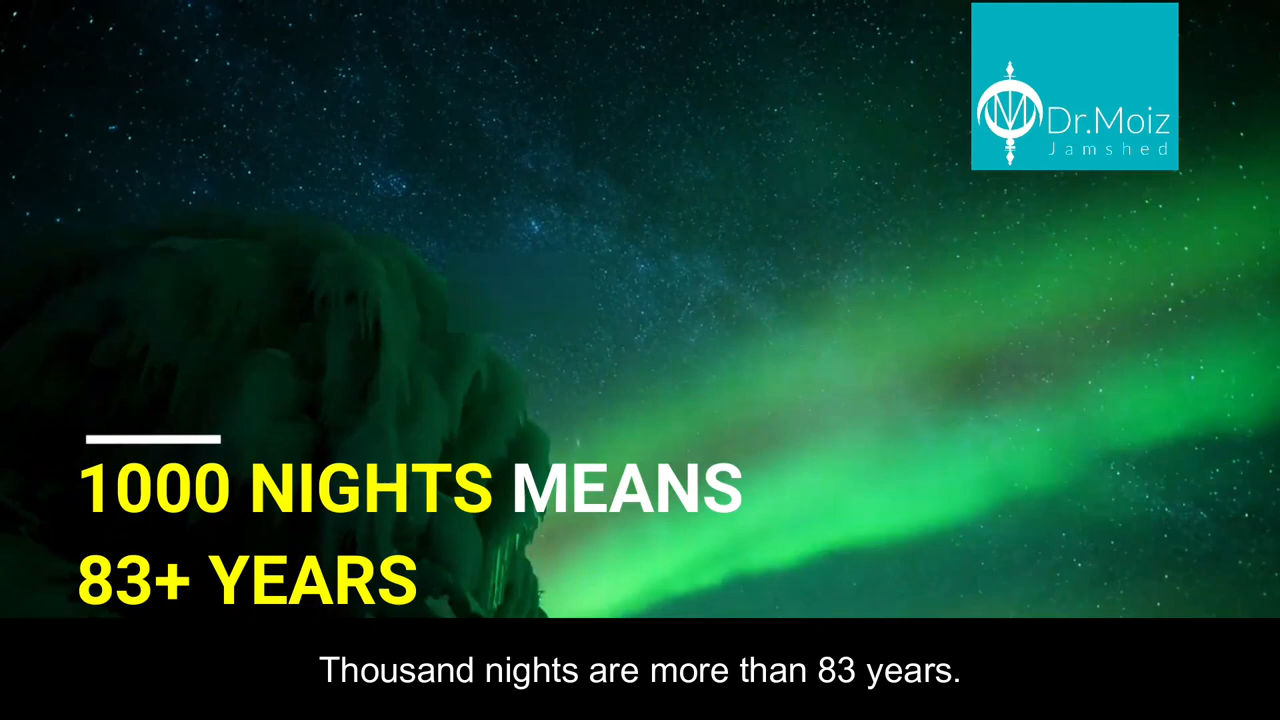 Dr.Moiz
Jamshed
1000 NIGHTS MEANS
83+ YEARS
Thousand nights are more than 83 years.